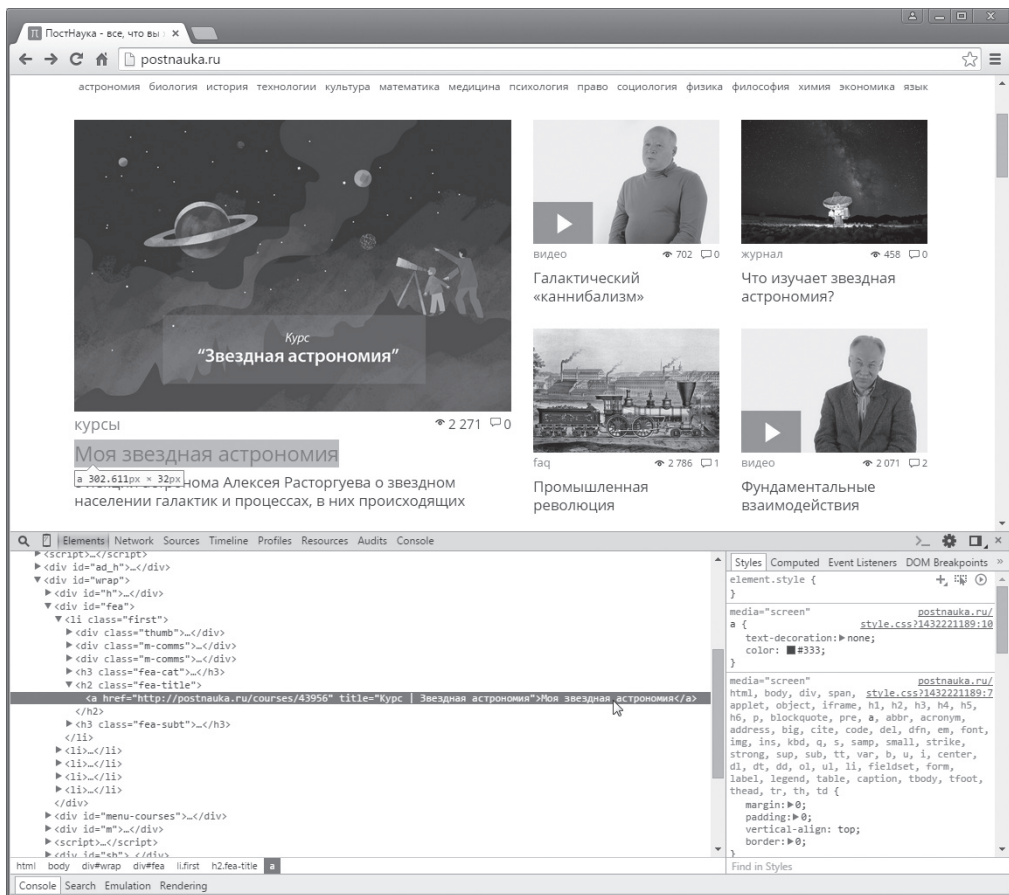 ПостНаука - все, что вы з
postnauka.ru
астрономия биология история технологии культура математика медицина психология право социология физика философия химия экономика язык
Курс
“Звездная астрономия”
курсы 2 271 0
Моя звездная астрономия
a 302.611px × 32px
астронома Алексея Расторгуева о звездном
населении галактик и процессах, в них происходящих
видео 702 0
Галактический
«каннибализм»
журнал 458 0
Что изучает звездная
астрономия?
faq 2 786 1
Промышленная
революция
видео 2 071 2
Фундаментальные
взаимодействия
Elements Network Sources Timeline Profiles Resources Audits Console
<script>…</script>
<div id="ad_h">…</div>
<div id="wrap">
<div id="h">…</div>
<div id="fea">
<li class="first">
<div class="thumb">…</div>
<div class="m-comms">…</div>
<div class="m-comms">…</div>
<h3 class="fea-cat">…</h3>
<h2 class="fea-title">
<a href="http://postnauka.ru/courses/43956" title="Курс | Звездная астрономия">Моя звездная астрономия</a>
</h2>
<h3 class="fea-subt">…</h3>
</li>
<li>…</li>
<li>…</li>
<li>…</li>
<li>…</li>
</div>
<div id="menu-courses">…</div>
<div id="m">…</div>
<script>…</script>
<div id="sh"> </div>
html body div#wrap div#fea li.first h2.fea-title a
Styles Computed Event Listeners DOM Breakpoints »
element.style {
}
media="screen" postnauka.ru/
a { style.css?1432221189:10
text-decoration: none;
color: #333;
}
media="screen" postnauka.ru/
html, body, div, span, style.css?1432221189:7
applet, object, iframe, h1, h2, h3, h4, h5,
h6, p, blockquote, pre, a, abbr, acronym,
address, big, cite, code, del, dfn, em, font,
img, ins, kbd, q, s, samp, small, strike,
strong, sup, sub, tt, var, b, u, i, center,
dl, dt, dd, ol, ul, li, fieldset, form,
label, legend, table, caption, tbody, tfoot,
thead, tr, th, td {
margin: 0;
padding: 0;
vertical-align: top;
border: 0;
}
Find in Styles
Console Search Emulation Rendering